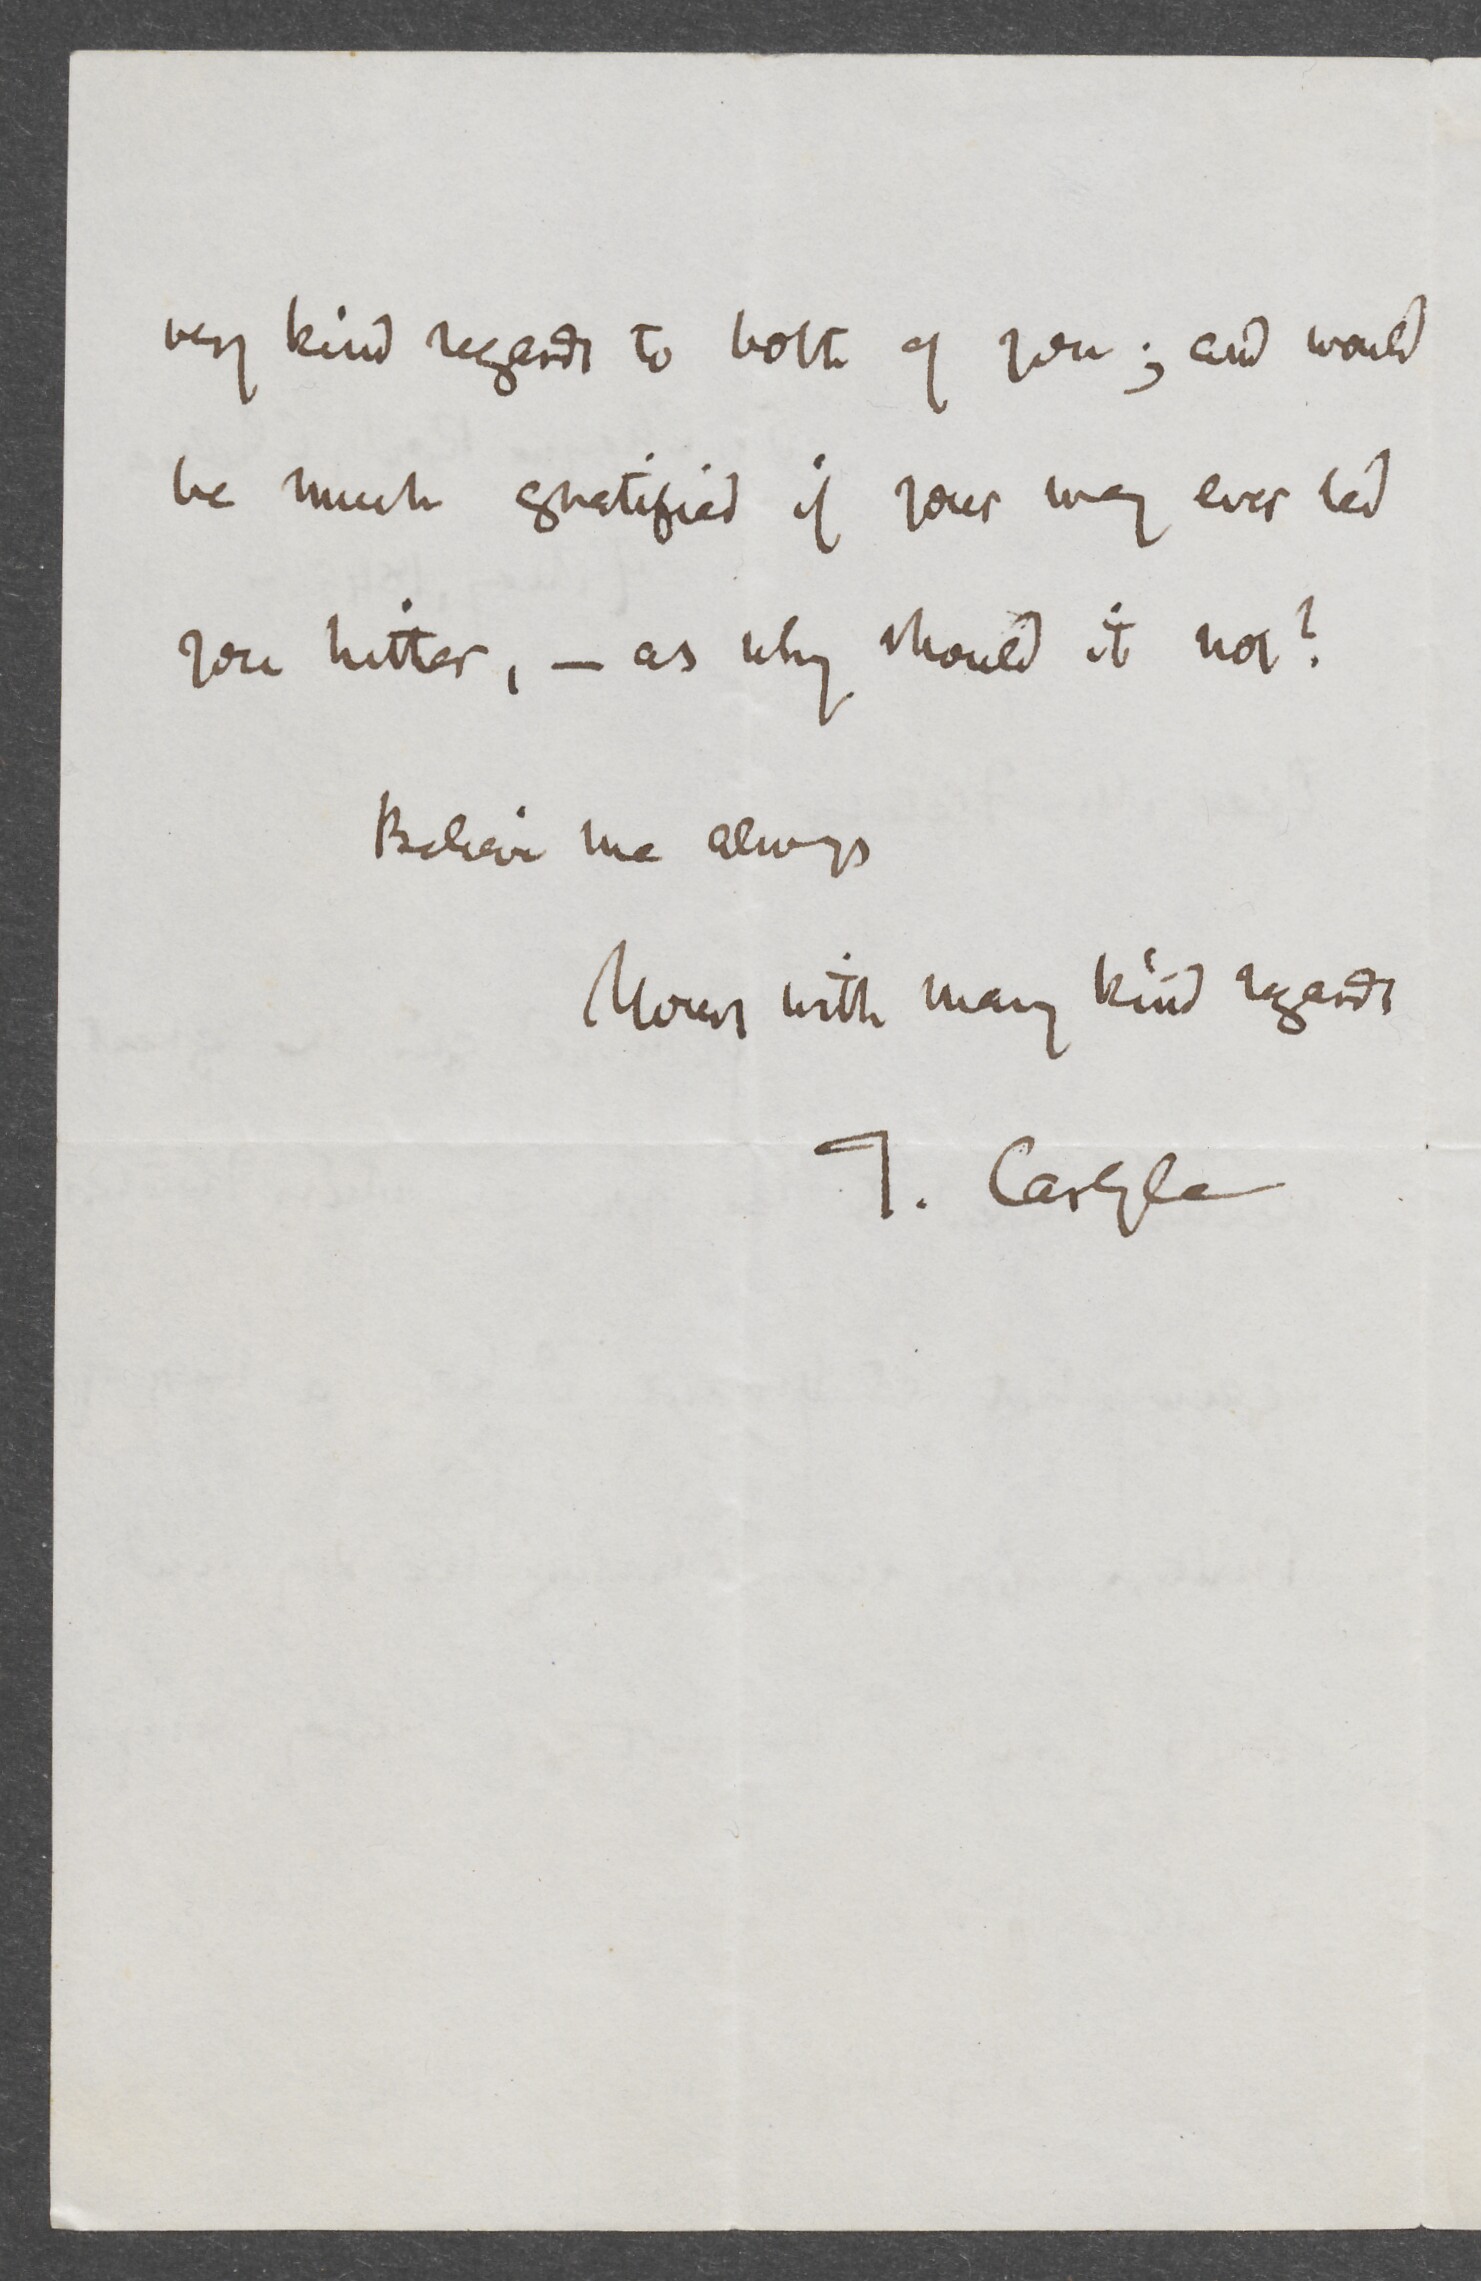 very kind regards to both of you; and would
be much gratified if your way ever led
you hither, — as why should it not?
Believe me always
Yours with many kind regards
T. Carlyle